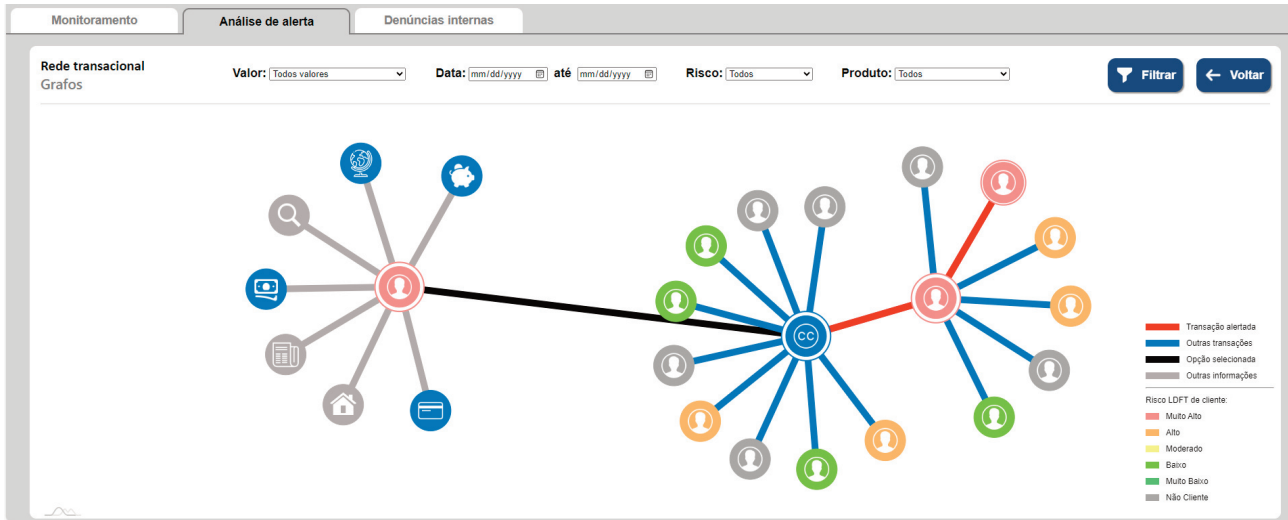 Monitoramento
Análise de alerta
Denúncias internas
Rede transacional
Grafos
Valor: Todos valores
Data: mm/dd/yyyy até mm/dd/yyyy
Risco: Todos
Produto: Todos
Filtrar
Voltar
CC
Transação alertada
Outras transações
Opção selecionada
Outras informações
Risco LDFT de cliente:
Muito Alto
Alto
Moderado
Baixo
Muito Baixo
Não Cliente